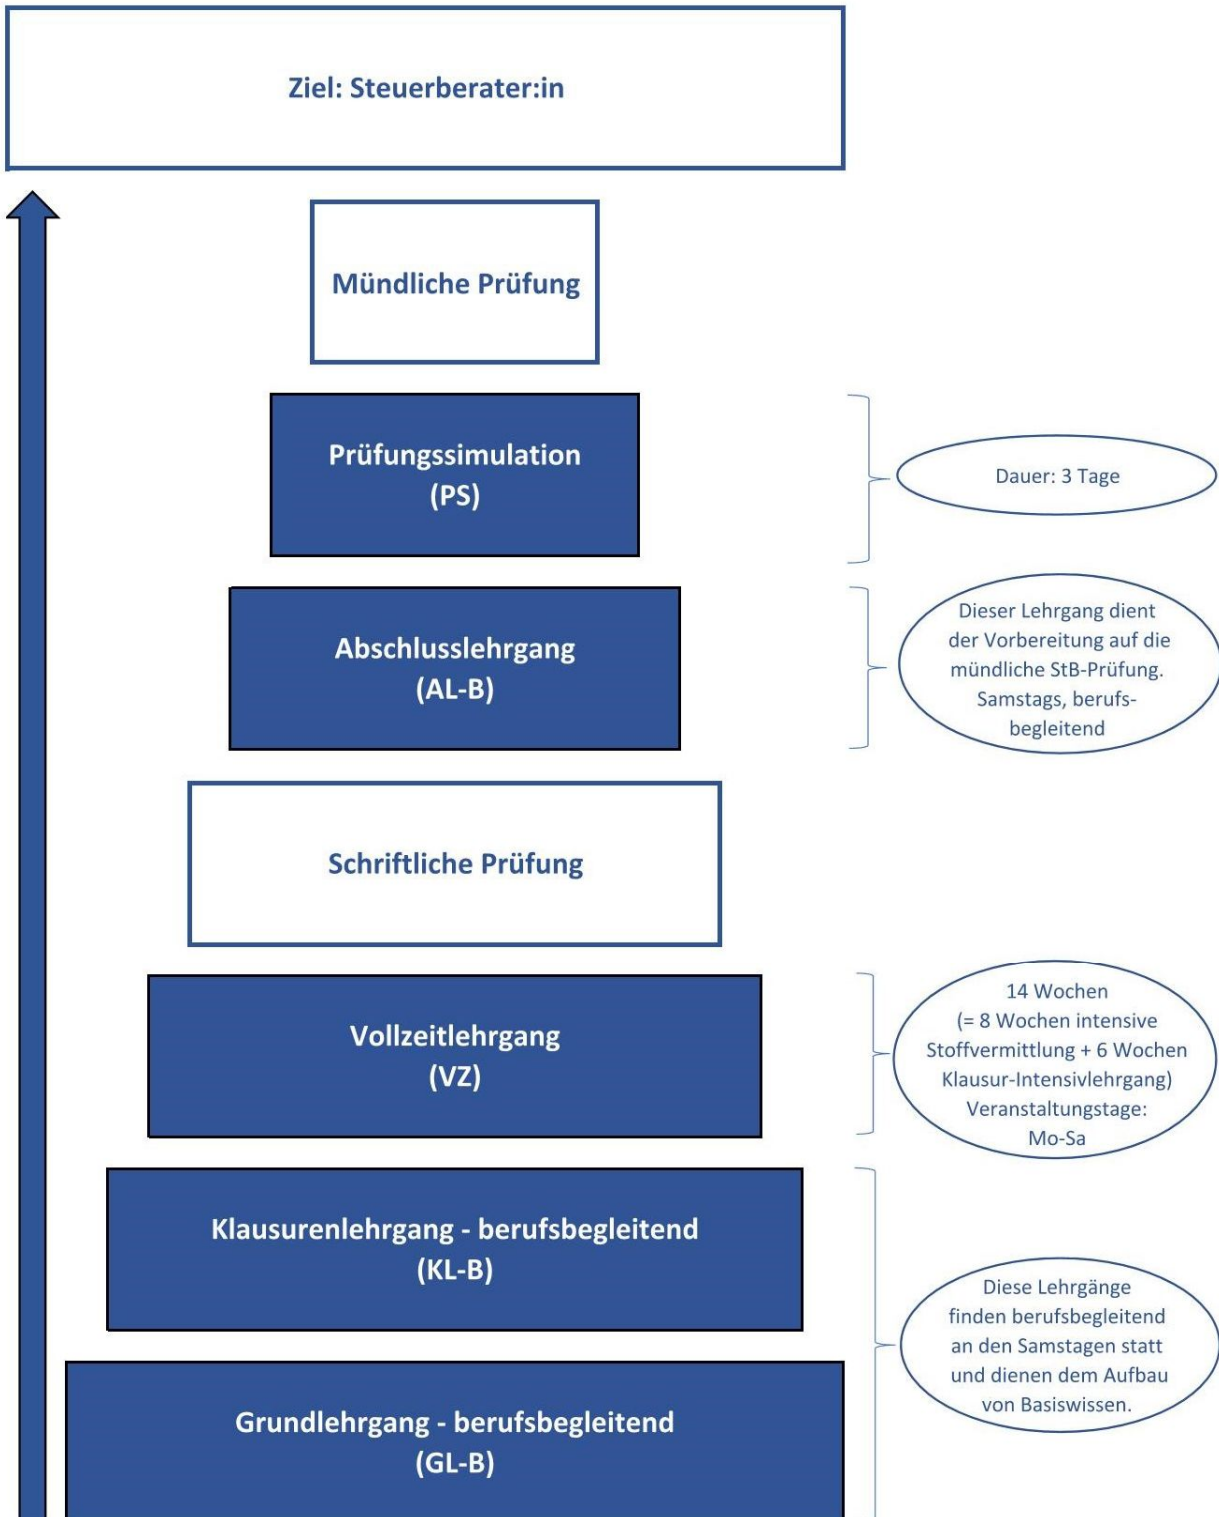 Ziel: Steuerberater:in
Mündliche Prüfung
Prüfungssimulation
(PS)
Dauer: 3 Tage
Abschlusslehrgang
(AL-B)
Dieser Lehrgang dient
der Vorbereitung auf die
mündliche StB-Prüfung.
Samstags, berufs-
begleitend
Schriftliche Prüfung
Vollzeitlehrgang
(VZ)
14 Wochen
(= 8 Wochen intensive
Stoffvermittlung + 6 Wochen
Klausur-Intensivlehrgang)
Veranstaltungstage:
Mo-Sa
Klausurenlehrgang - berufsbegleitend
(KL-B)
Grundlehrgang - berufsbegleitend
(GL-B)
Diese Lehrgänge
finden berufsbegleitend
an den Samstagen statt
und dienen dem Aufbau
von Basiswissen.